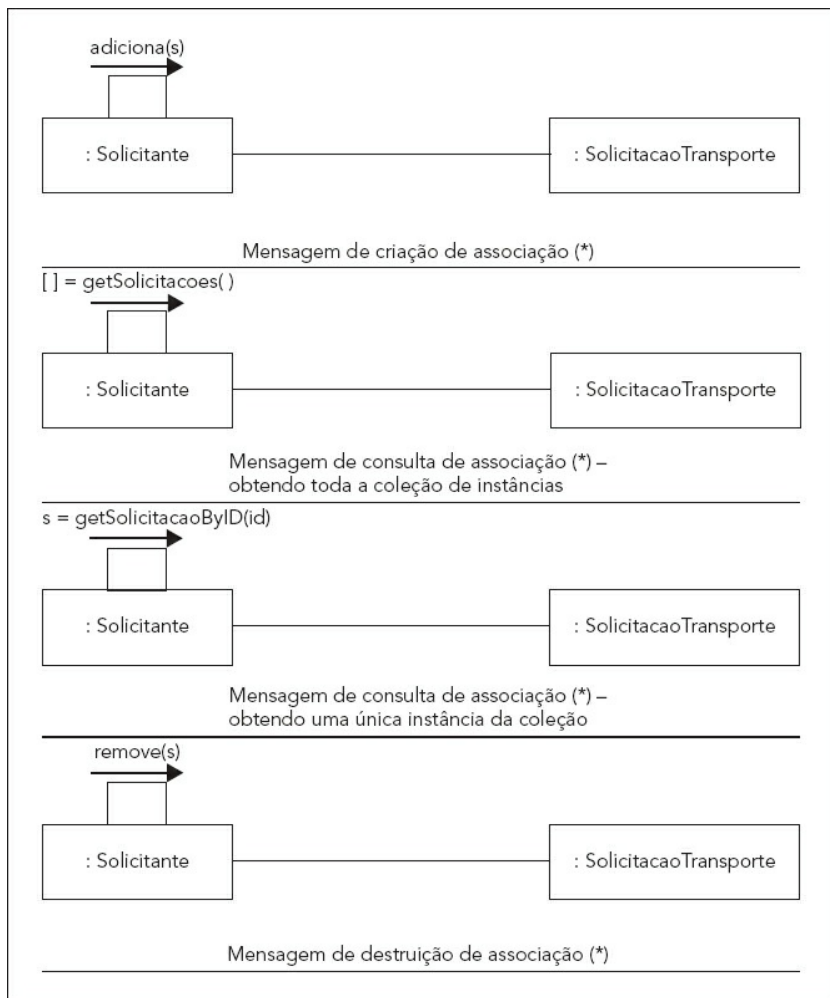 adiciona(s)
: Solicitante
: SolicitacaoTransporte
Mensagem de criação de associação (*)
[ ] = getSolicitacoes( )
: Solicitante
: SolicitacaoTransporte
Mensagem de consulta de associação (*) –
obtendo toda a coleção de instâncias
s = getSolicitacaoByID(id)
: Solicitante
: SolicitacaoTransporte
Mensagem de consulta de associação (*) –
obtendo uma única instância da coleção
remove(s)
: Solicitante
: SolicitacaoTransporte
Mensagem de destruição de associação (*)